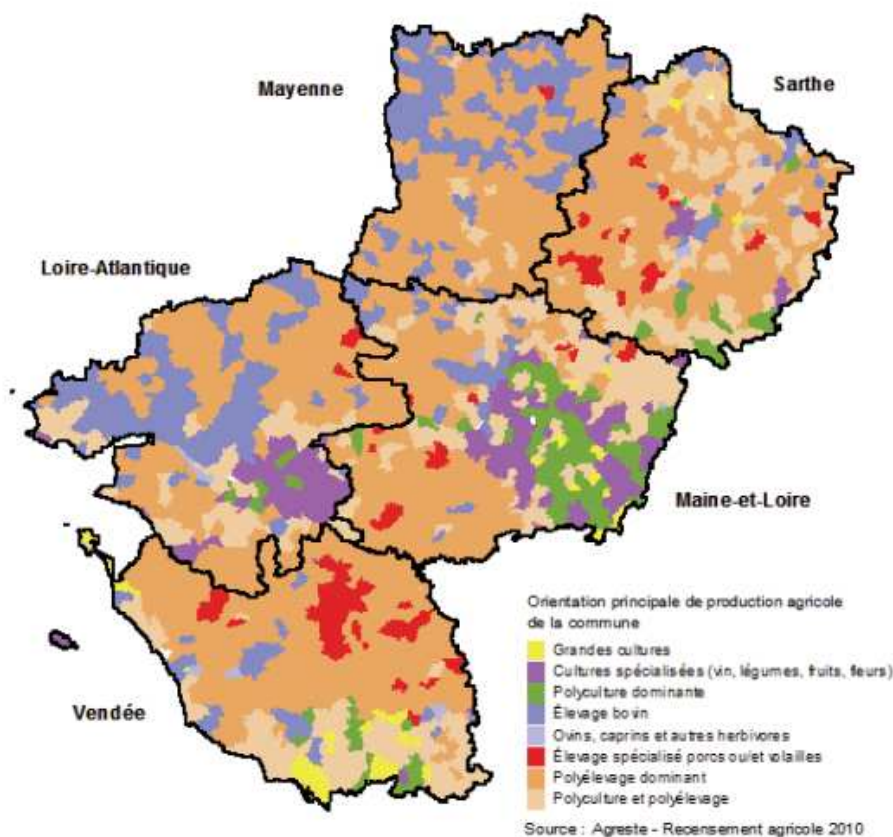 Mayenne
Sarthe
Loire-Atlantique
Maine-et-Loire
Vendée
Orientation principale de production agricole
de la commune
Grandes cultures
Cultures spécialisées (vin, légumes, fruits, fleurs)
Polyculture dominante
Élevage bovin
Ovins, caprins et autres herbivores
Élevage spécialisé porcs ou/et volailles
Polyélevage dominant
Polyculture et polyélevage
Source : Agreste - Recensement agricole 2010